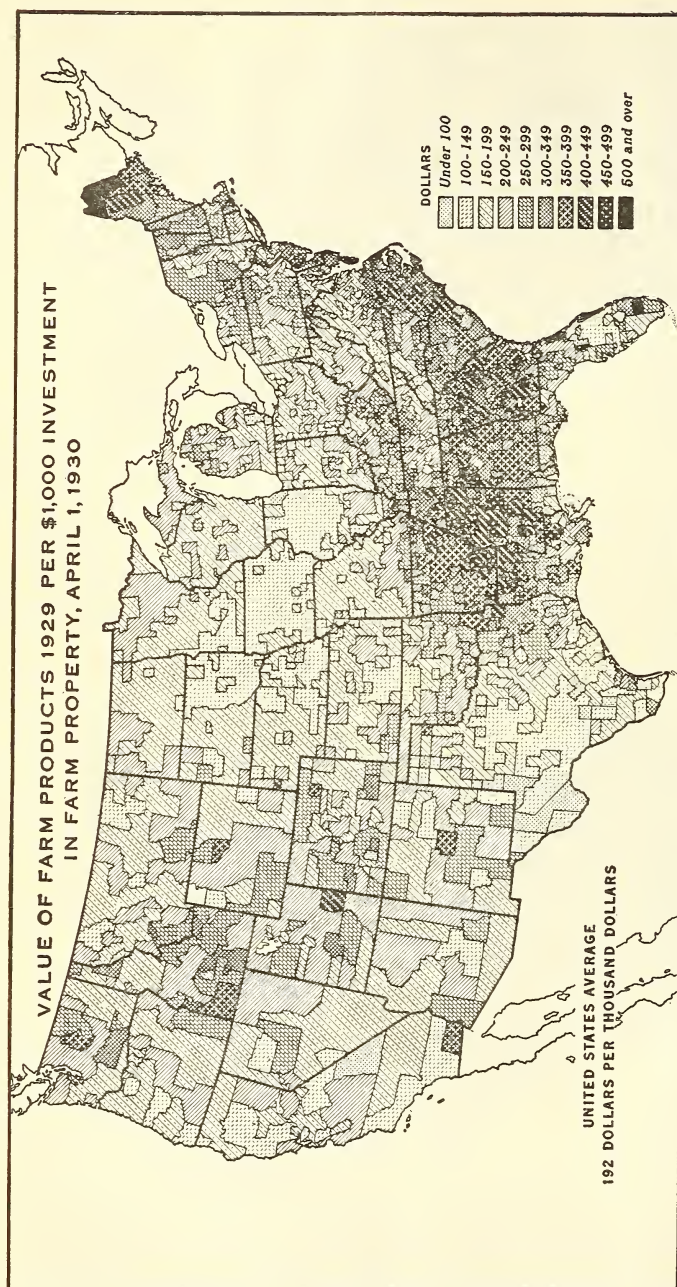 VALUE OF FARM PRODUCTS 1929 PER $1,000 INVESTMENT
IN FARM PROPERTY, APRIL 1, 1930
DOLLARS
Under 100
100-149
150-199
200-249
250-299
300-349
350-399
400-449
450-499
500 and over
UNITED STATES AVERAGE
192 DOLLARS PER THOUSAND DOLLARS